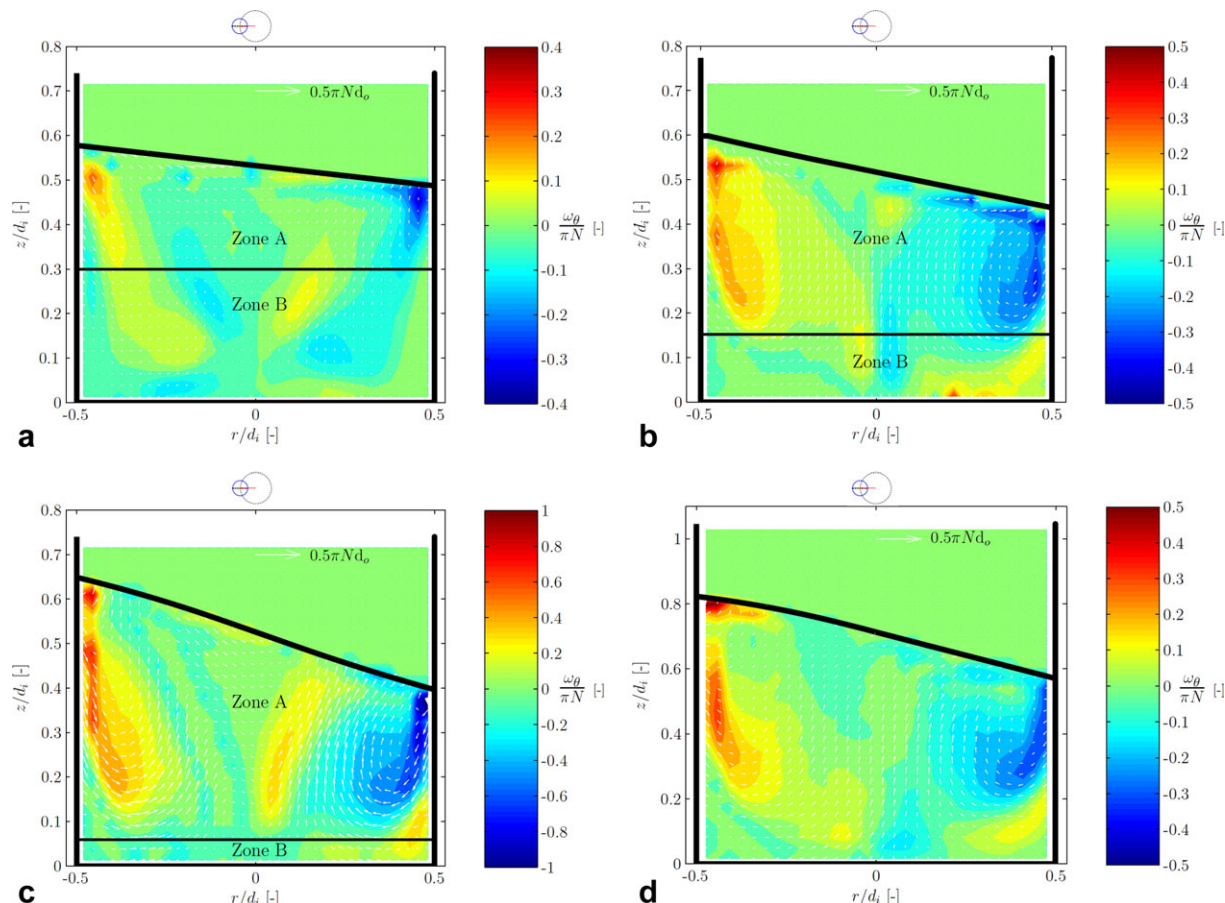 0.8
0.7
0.6
0.5
0.4
0.3
0.2
0.1
0
z/d_i [-]
0.5πNd_o
Zone A
Zone B
-0.5 0 0.5
r/d_i [-]
0.4
0.3
0.2
0.1
0
-0.1
-0.2
-0.3
-0.4
ω_θ/πN [-]
a
0.8
0.7
0.6
0.5
0.4
0.3
0.2
0.1
0
z/d_i [-]
0.5πNd_o
Zone A
Zone B
-0.5 0 0.5
r/d_i [-]
0.5
0.4
0.3
0.2
0.1
0
-0.1
-0.2
-0.3
-0.4
-0.5
ω_θ/πN [-]
b
0.8
0.7
0.6
0.5
0.4
0.3
0.2
0.1
0
z/d_i [-]
0.5πNd_o
Zone A
Zone B
-0.5 0 0.5
r/d_i [-]
1
0.8
0.6
0.4
0.2
0
-0.2
-0.4
-0.6
-0.8
-1
ω_θ/πN [-]
c
1
0.8
0.6
0.4
0.2
0
z/d_i [-]
0.5πNd_o
-0.5 0 0.5
r/d_i [-]
0.5
0.4
0.3
0.2
0.1
0
-0.1
-0.2
-0.3
-0.4
-0.5
ω_θ/πN [-]
d